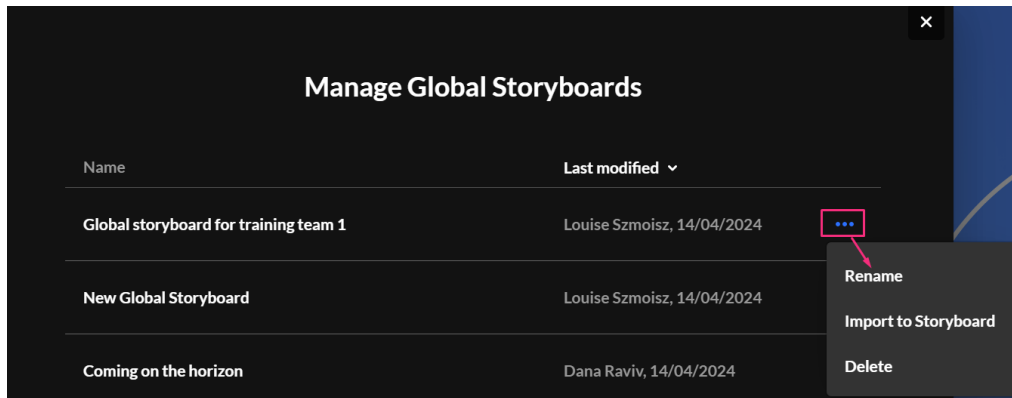 Manage Global Storyboards
Name Last modified
Global storyboard for training team 1 Louise Szmoisz, 14/04/2024
Rename
New Global Storyboard Louise Szmoisz, 14/04/2024
Import to Storyboard
Delete
Coming on the horizon Dana Raviv, 14/04/2024